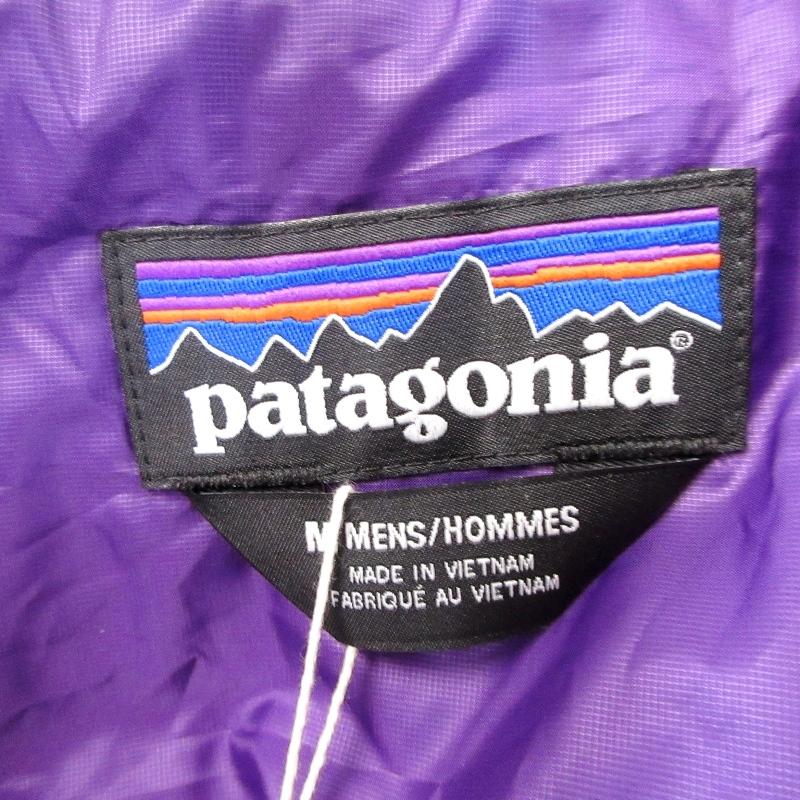 patagonia®
M MENS/HOMMES
MADE IN VIETNAM
FABRIQUÉ AU VIETNAM